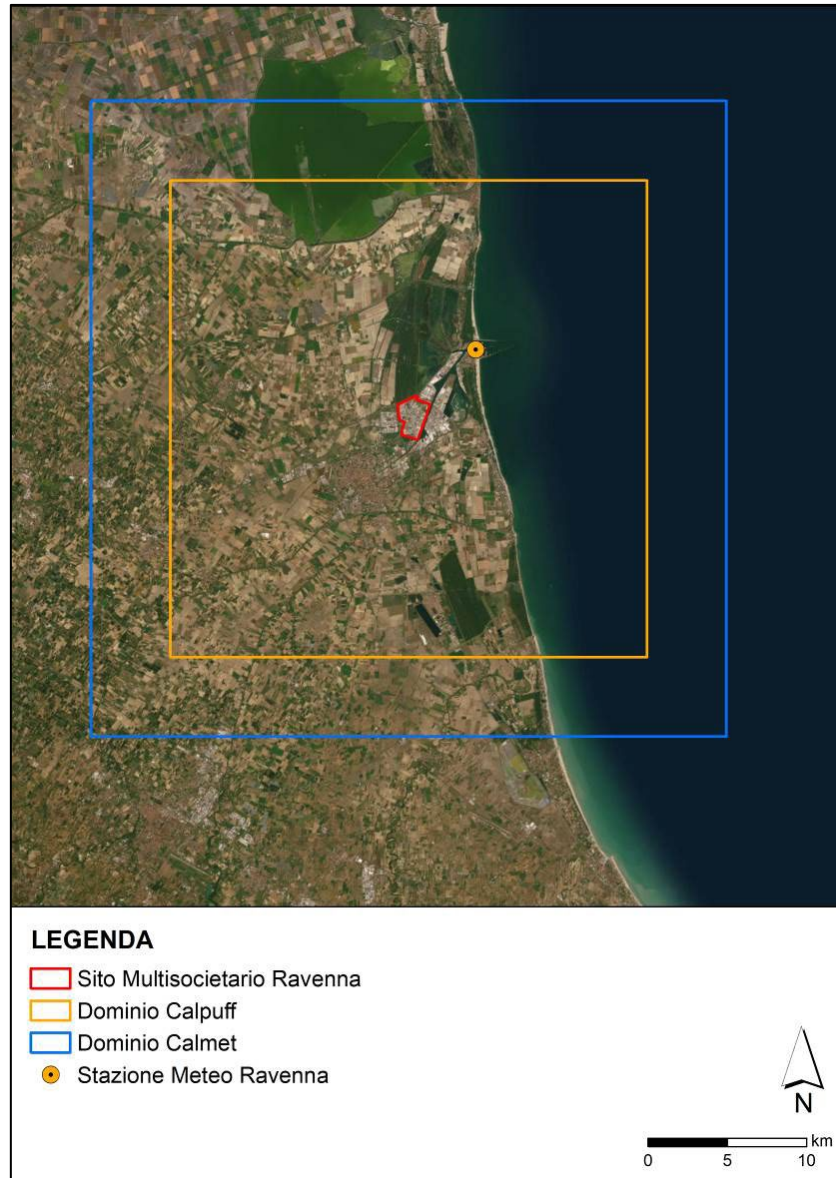 LEGENDA
Sito Multisocietario Ravenna
Dominio Calpuff
Dominio Calmet
Stazione Meteo Ravenna
N
km
0 5 10